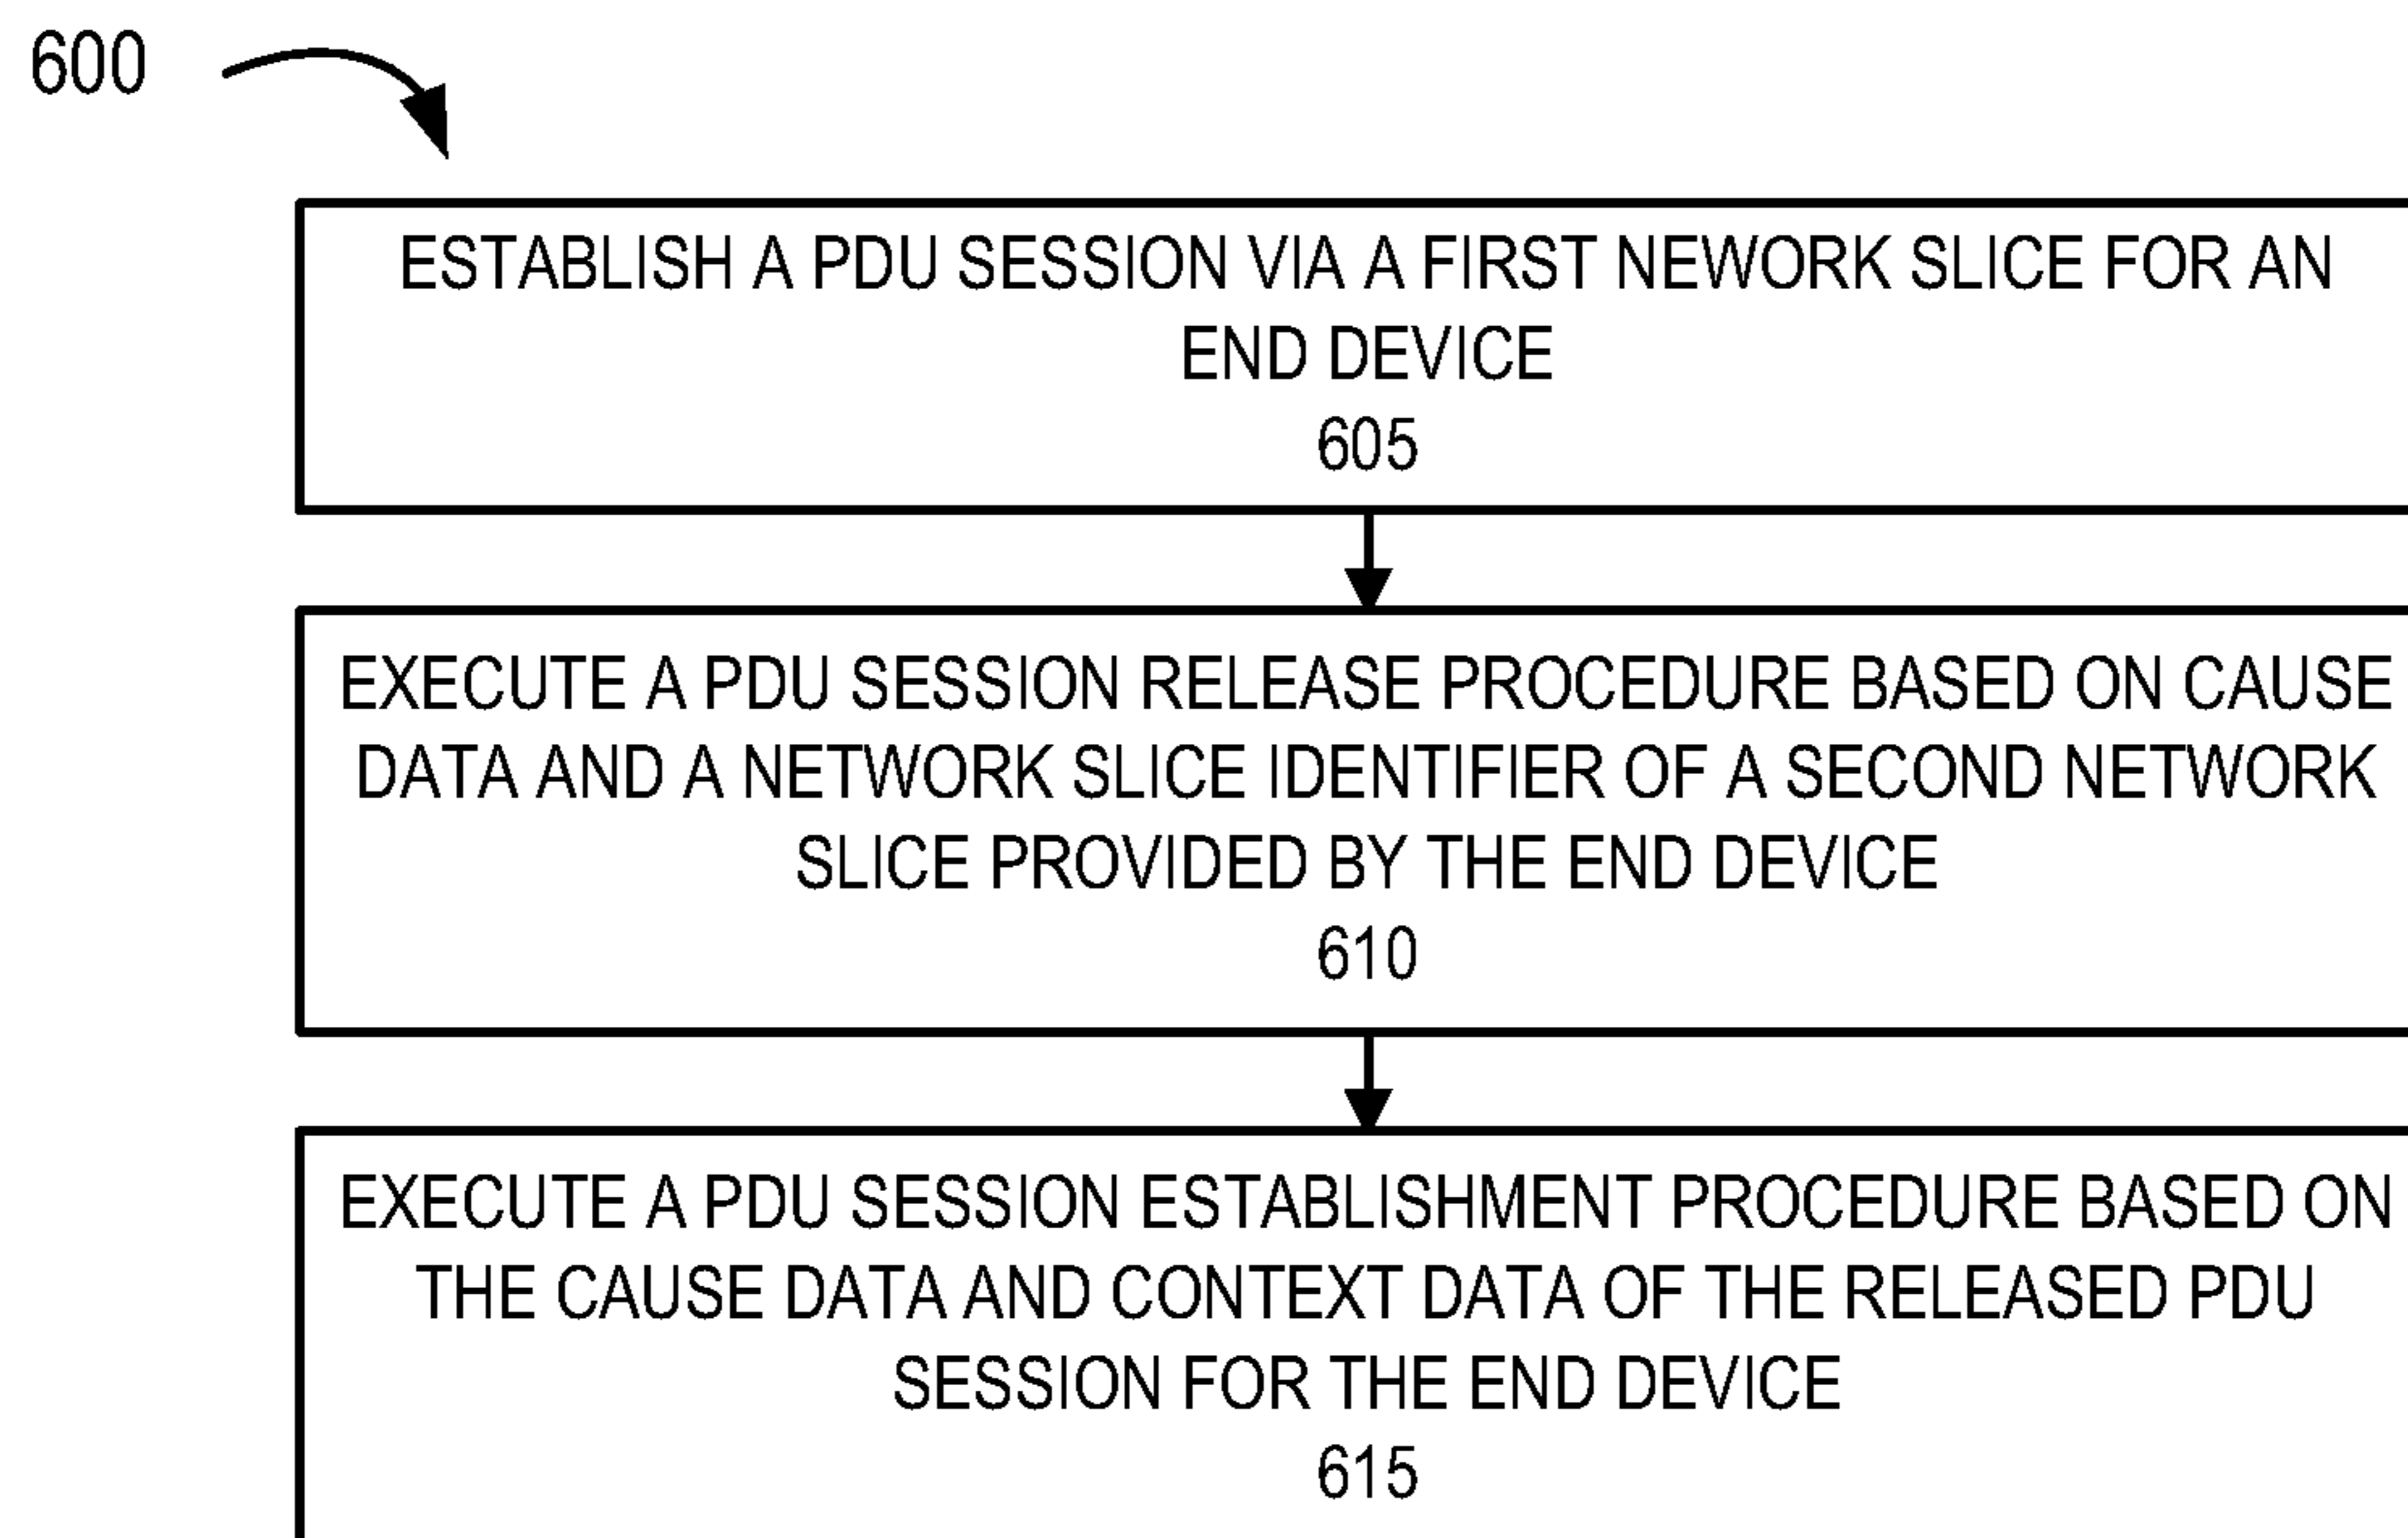 600
ESTABLISH A PDU SESSION VIA A FIRST NEWORK SLICE FOR AN
END DEVICE
605
EXECUTE A PDU SESSION RELEASE PROCEDURE BASED ON CAUSE
DATA AND A NETWORK SLICE IDENTIFIER OF A SECOND NETWORK
SLICE PROVIDED BY THE END DEVICE
610
EXECUTE A PDU SESSION ESTABLISHMENT PROCEDURE BASED ON
THE CAUSE DATA AND CONTEXT DATA OF THE RELEASED PDU
SESSION FOR THE END DEVICE
615